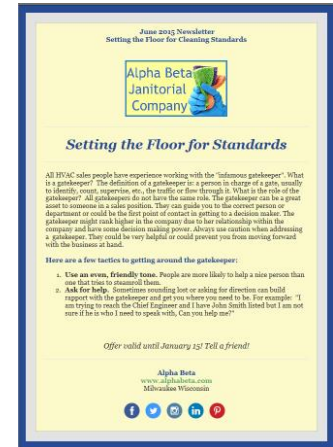 June 2015 Newsletter
Setting the Floor for Cleaning Standards
Alpha Beta
Janitorial
Company
Setting the Floor for Standards
All HVAC sales people have experience working with the "infamous gatekeeper". What
is a gatekeeper? The definition of a gatekeeper is: a person in charge of a gate, usually
to identify, count, supervise, etc., the traffic or flow through it. What is the role of the
gatekeeper? All gatekeepers do not have the same role. The gatekeeper can be a great
asset to someone in a sales position. They can guide you to the correct person or
department or could be the first point of contact in getting to a decision maker. The
gatekeeper might rank higher in the company due to her relationship within the
company and have some decision making power. Always use caution when addressing
a gatekeeper. They could be very helpful or could prevent you from moving forward
with the business at hand.
Here are a few tactics to getting around the gatekeeper:
1. Use an even, friendly tone. People are more likely to help a nice person than
one that tries to steamroll them.
2. Ask for help. Sometimes sounding lost or asking for direction can build
rapport with the gatekeeper and get you where you need to be. For example: "I
am trying to reach the Chief Engineer and I have John Smith listed but I am not
sure if he is who I need to speak with, Can you help me?"
Offer valid until January 15! Tell a friend!
Alpha Beta
www.alphabeta.com
Milwaukee Wisconsin